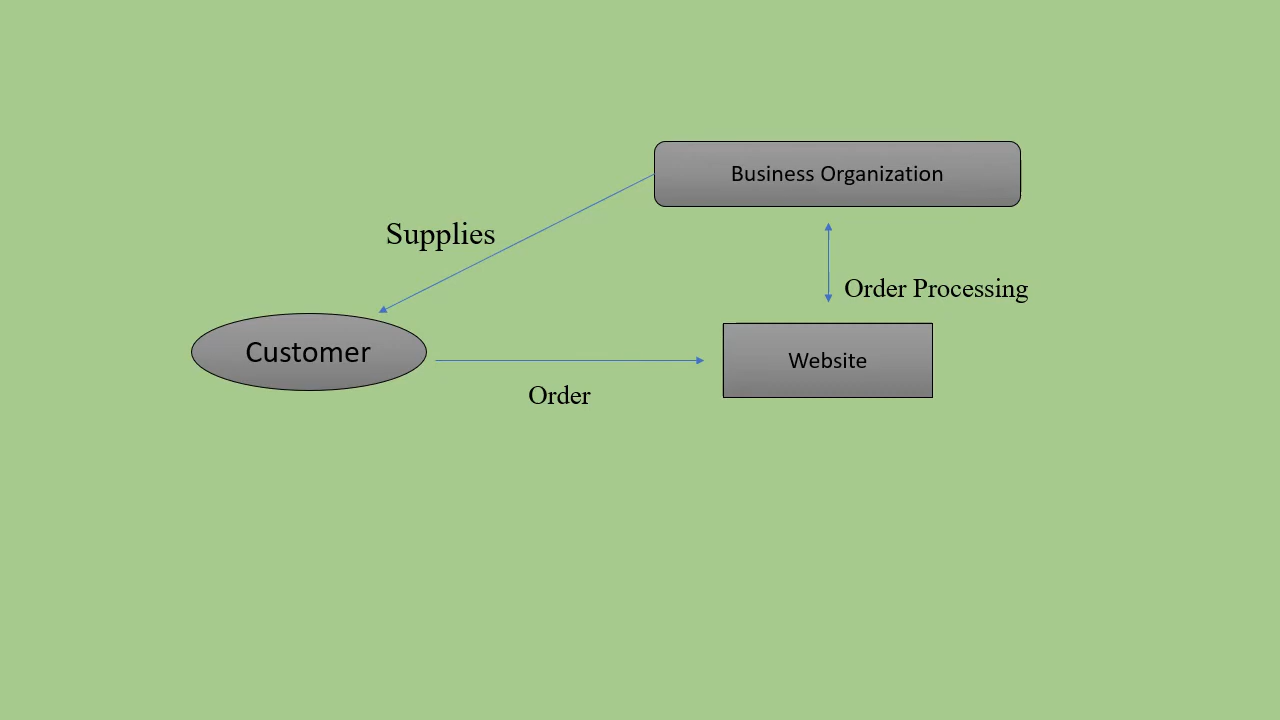 Business Organization
Supplies
Order Processing
Customer
Website
Order